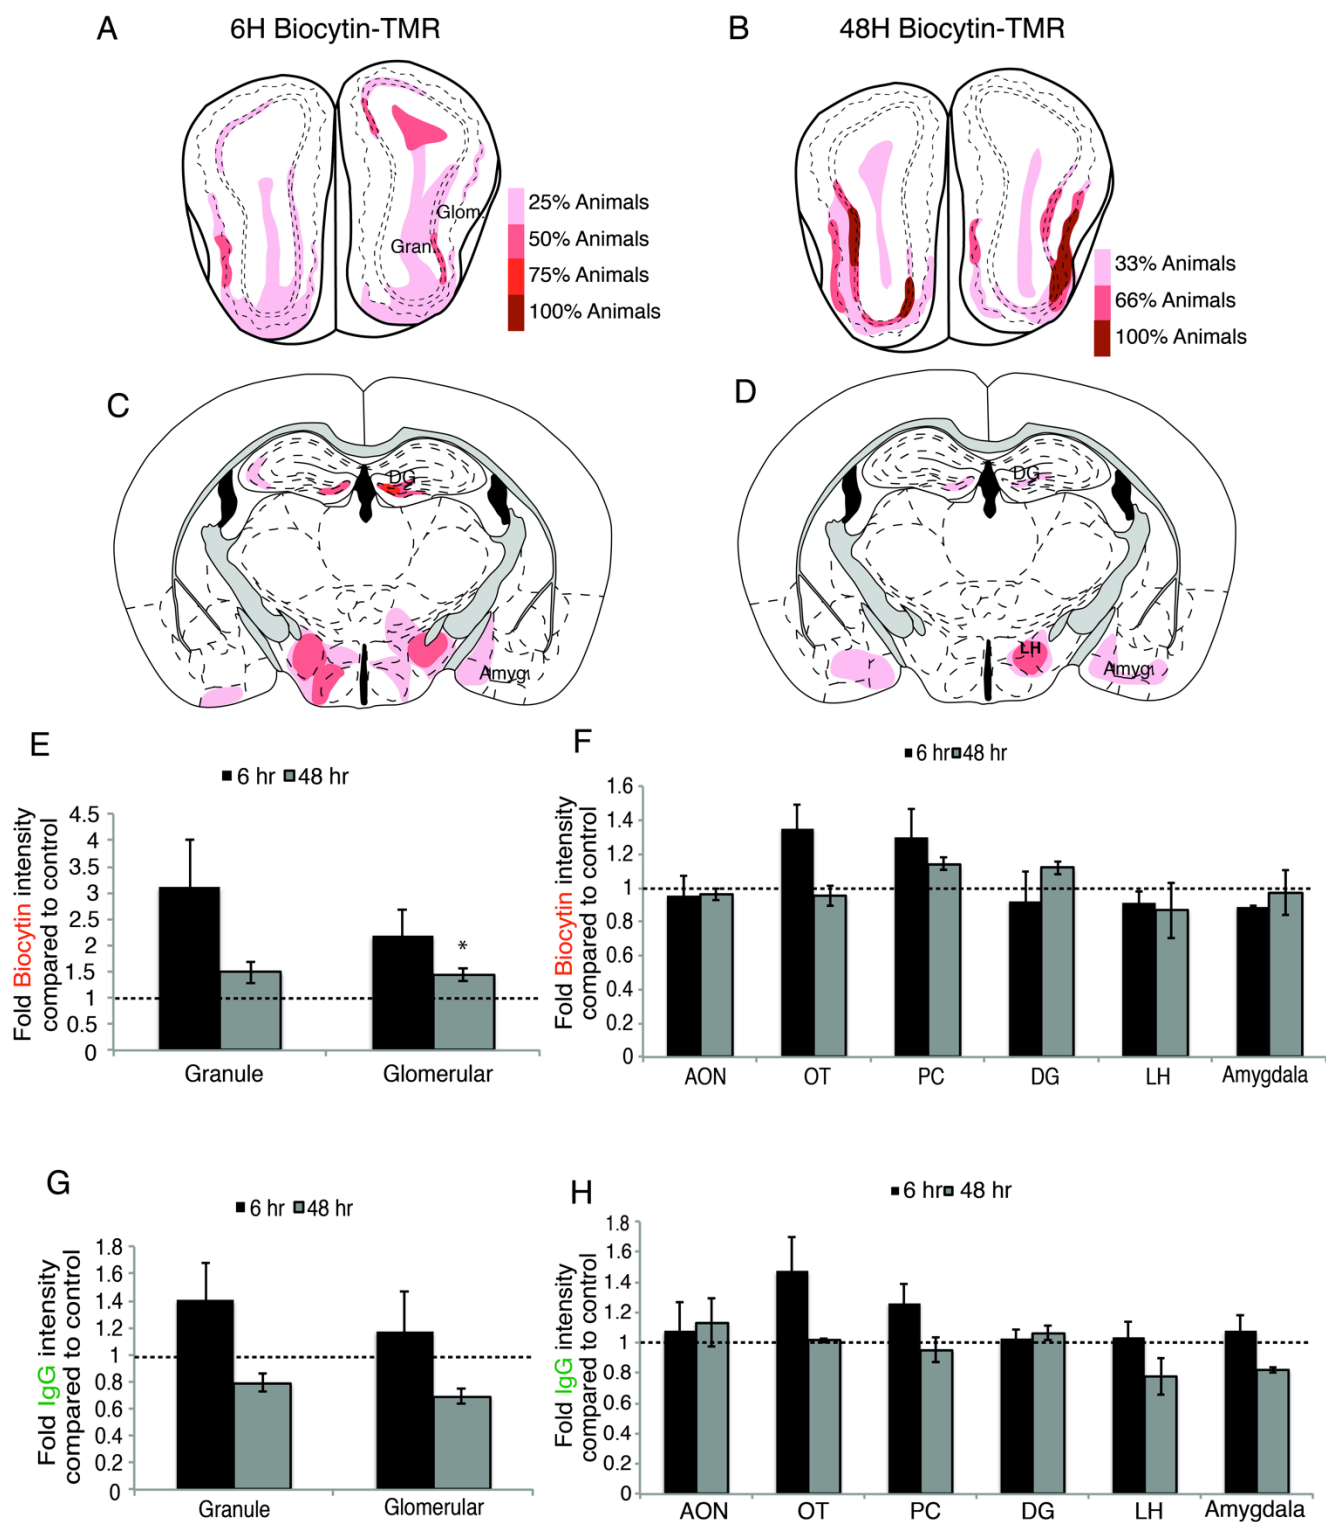 A
6H Biocytin-TMR
B
48H Biocytin-TMR
Glom.
Gran.
25% Animals
50% Animals
75% Animals
100% Animals
33% Animals
66% Animals
100% Animals
C
DG
Amyg.
D
DG
LH
Amyg.
E
6 hr 48 hr
Fold Biocytin intensity
compared to control
4.5
4
3.5
3
2.5
2
1.5
1
0.5
0
*
Granule Glomerular
F
6 hr 48 hr
Fold Biocytin intensity
compared to control
1.6
1.4
1.2
1
0.8
0.6
0.4
0.2
0
AON OT PC DG LH Amygdala
G
6 hr 48 hr
Fold IgG intensity
compared to control
1.8
1.6
1.4
1.2
1
0.8
0.6
0.4
0.2
0
Granule Glomerular
H
6 hr 48 hr
Fold IgG intensity
compared to control
1.8
1.6
1.4
1.2
1
0.8
0.6
0.4
0.2
0
AON OT PC DG LH Amygdala